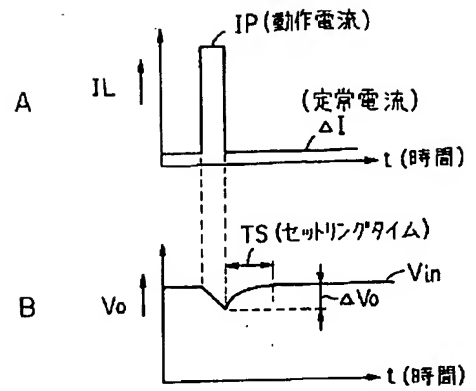 IP(動作電流)
A
IL
(定常電流)
ΔI
t(時間)
TS(セットリングタイム)
B
Vo
Vin
ΔVo
t(時間)